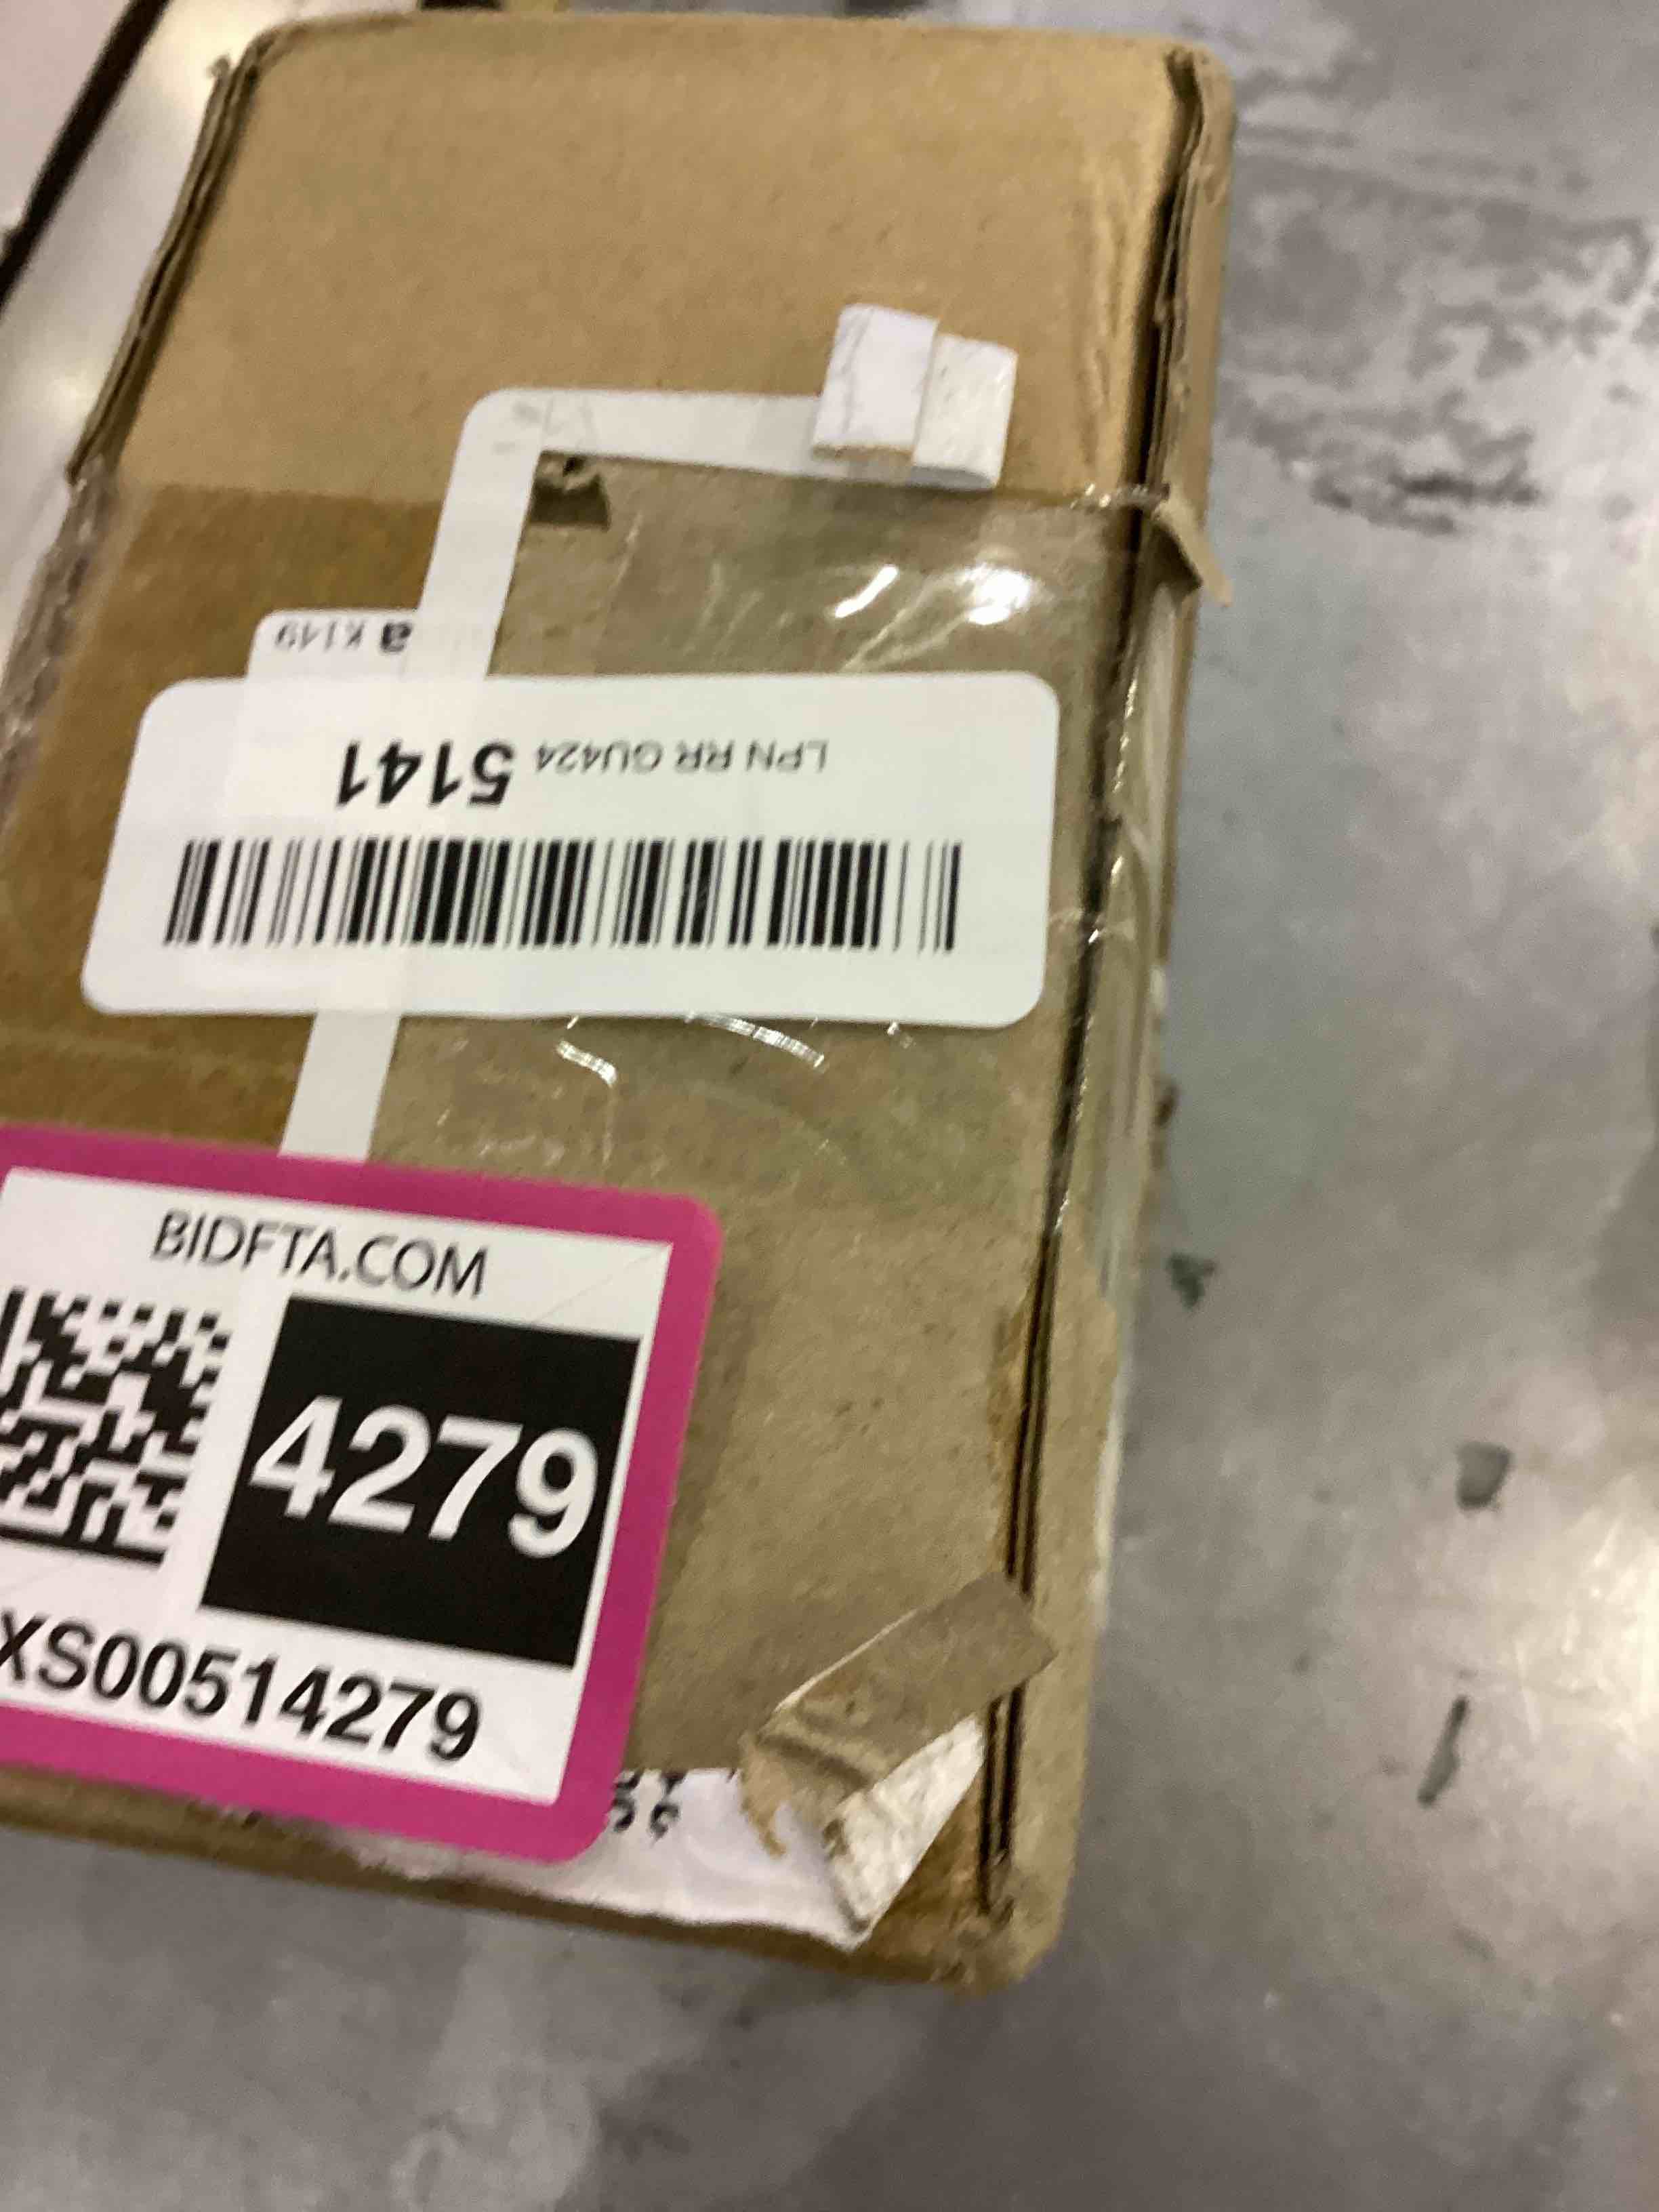 a K149
LPN RR GU424 5141
BIDFTA.COM
4279
XS00514279